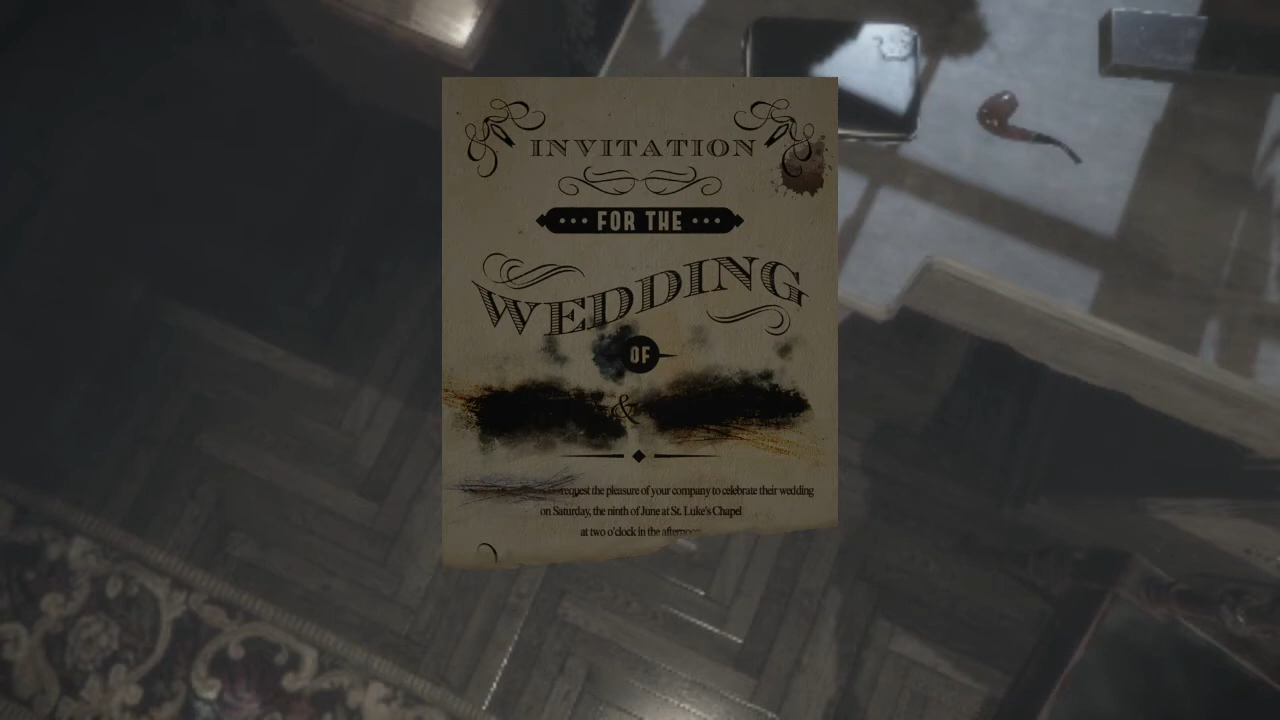 INVITATION
FOR THE
WEDDING
OF
&
request the pleasure of your company to celebrate their wedding
on Saturday, the ninth of June at St. Luke's Chapel
at two o'clock in the afternoon